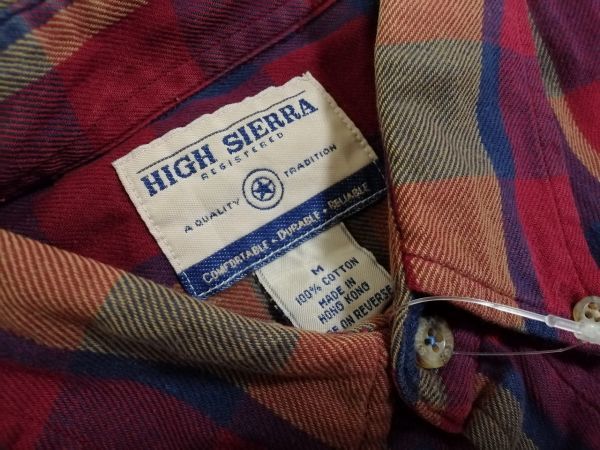 HIGH SIERRA
REGISTERED
A QUALITY TRADITION
COMFORTABLE • DURABLE • RELIABLE
M
100% COTTON
MADE IN
HONG KONG
ON REVERSE